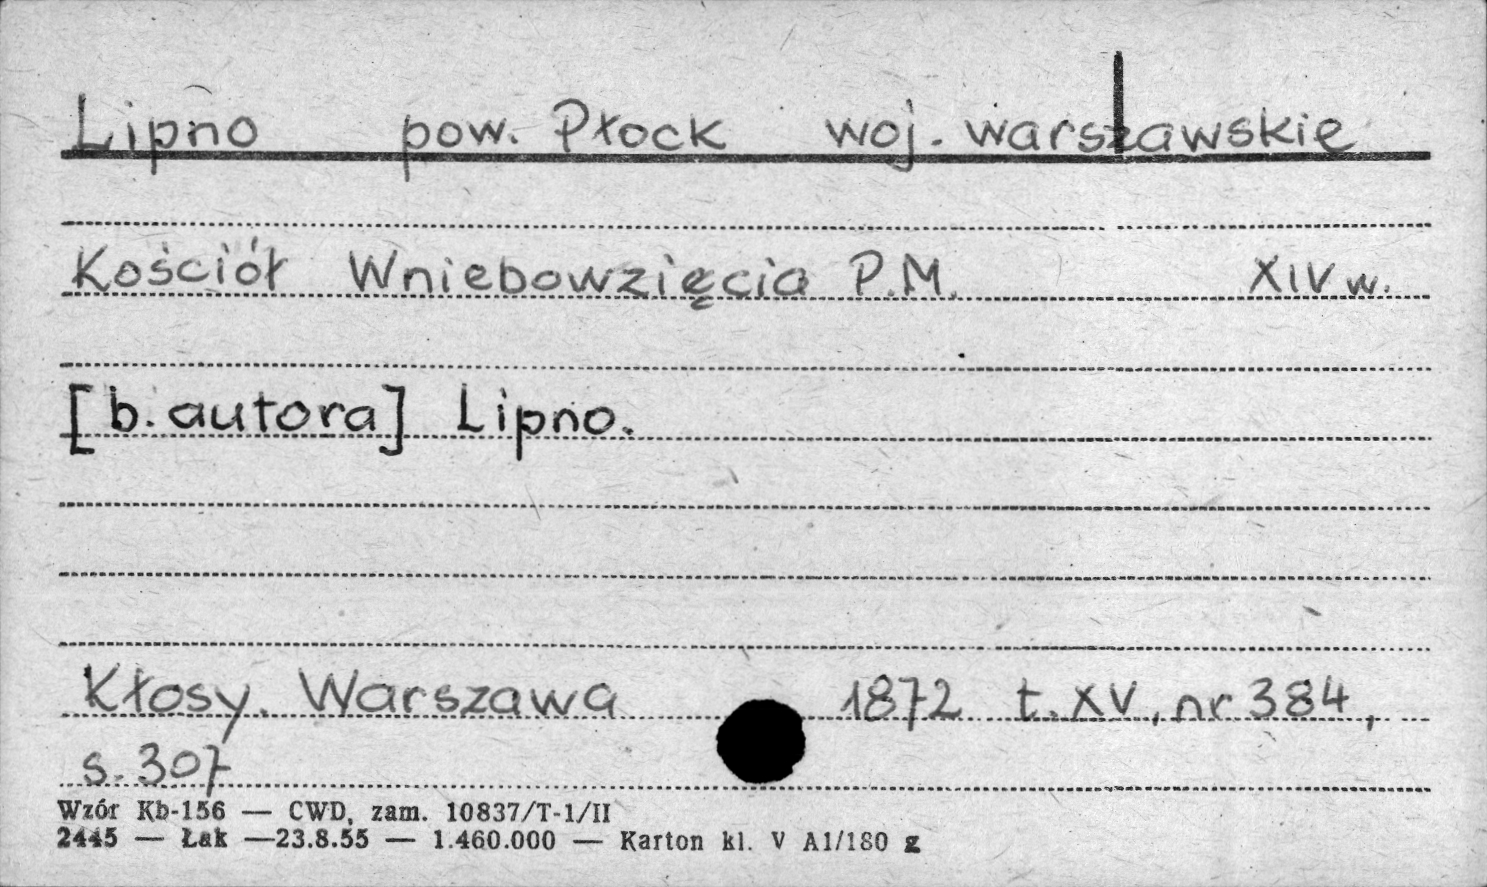 Lipno pow. Płock woj. warszawskie
Kościół Wniebowzięcia P.M. XIV w.
[b. autora] Lipno.
Kłosy. Warszawa 1872 t. XV, nr 384,
s. 307
Wzór Kb-156 — CWD, zam. 10837/T-1/II
2445 — Łak —23.8.55 — 1.460.000 — Karton kl. V A1/180 g